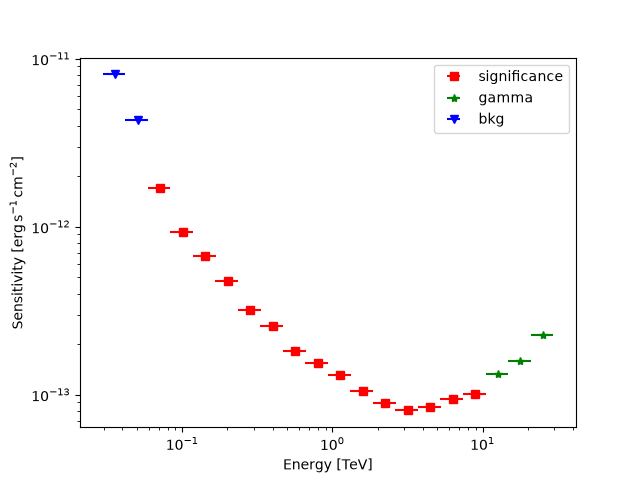 10⁻¹¹
10⁻¹²
10⁻¹³
Sensitivity [erg s⁻¹ cm⁻²]
significance
gamma
bkg
10⁻¹ 10⁰ 10¹
Energy [TeV]